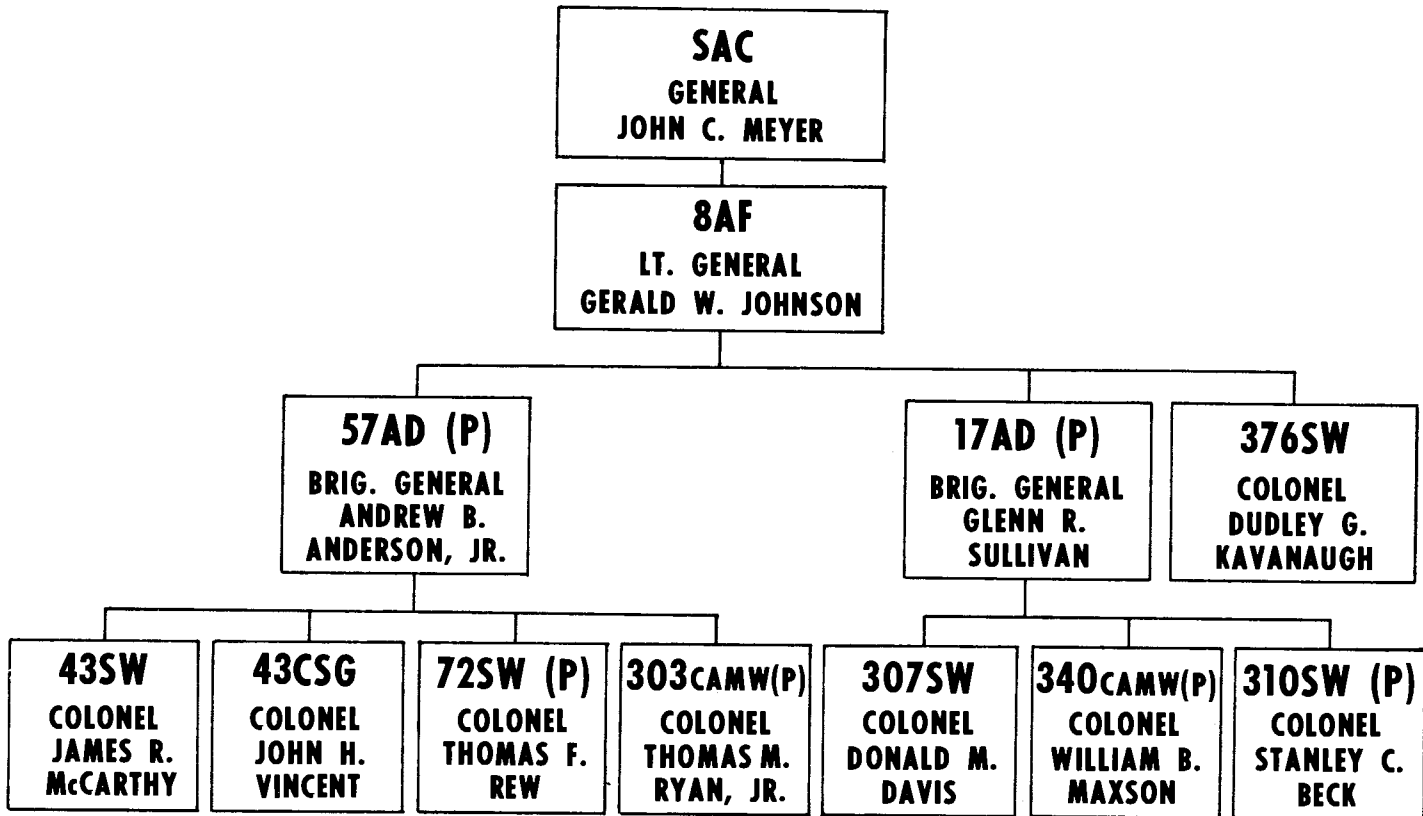 SAC
GENERAL
JOHN C. MEYER
8AF
LT. GENERAL
GERALD W. JOHNSON
57AD (P)
BRIG. GENERAL
ANDREW B.
ANDERSON, JR.
17AD (P)
BRIG. GENERAL
GLENN R.
SULLIVAN
376SW
COLONEL
DUDLEY G.
KAVANAUGH
43SW
COLONEL
JAMES R.
McCARTHY
43CSG
COLONEL
JOHN H.
VINCENT
72SW (P)
COLONEL
THOMAS F.
REW
303CAMW(P)
COLONEL
THOMAS M.
RYAN, JR.
307SW
COLONEL
DONALD M.
DAVIS
340CAMW(P)
COLONEL
WILLIAM B.
MAXSON
310SW (P)
COLONEL
STANLEY C.
BECK